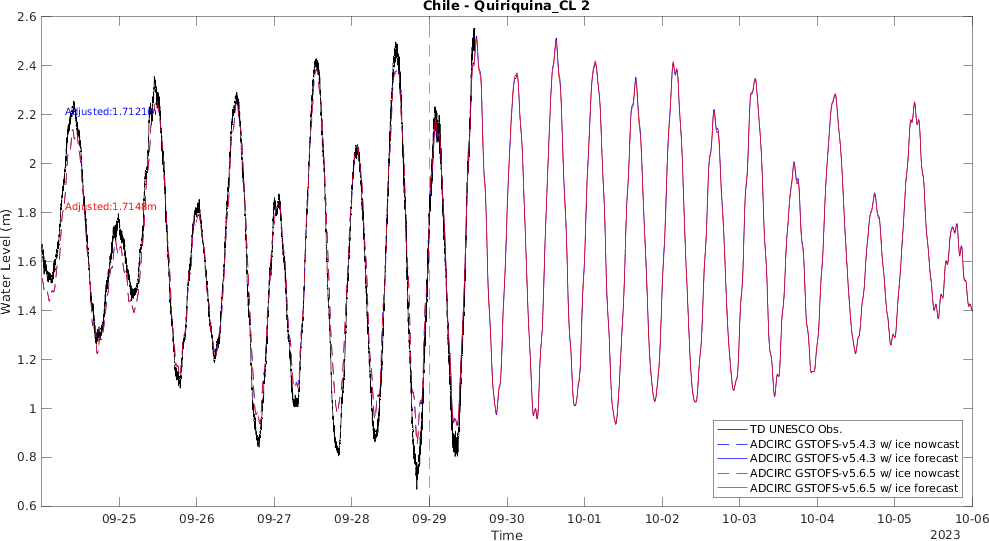 Chile - Quiriquina_CL 2
2.6
2.4
2.2
2
1.8
1.6
1.4
1.2
1
0.8
0.6
Water Level (m)
Adjusted:1.7121m
Adjusted:1.7148m
TD UNESCO Obs.
ADCIRC GSTOFS-v5.4.3 w/ ice nowcast
ADCIRC GSTOFS-v5.4.3 w/ ice forecast
ADCIRC GSTOFS-v5.6.5 w/ ice nowcast
ADCIRC GSTOFS-v5.6.5 w/ ice forecast
09-25 09-26 09-27 09-28 09-29 09-30 10-01 10-02 10-03 10-04 10-05 10-06
Time
2023